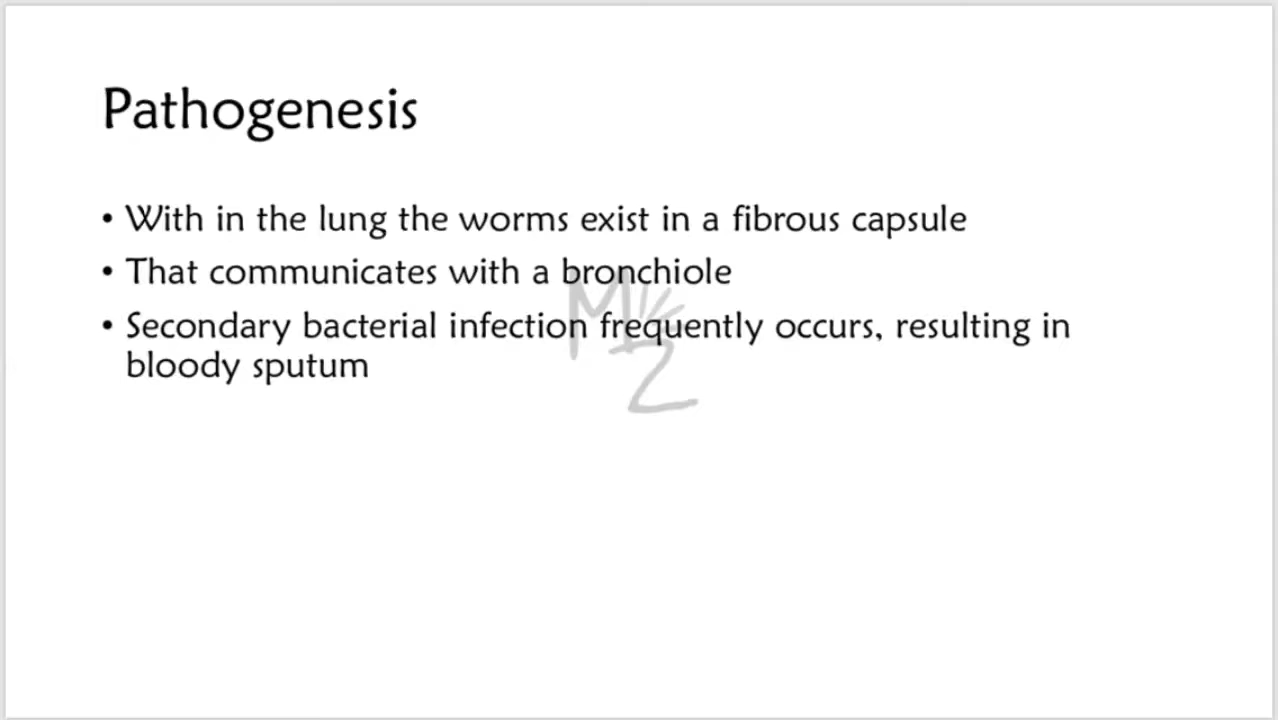 Pathogenesis
• With in the lung the worms exist in a fibrous capsule
• That communicates with a bronchiole
• Secondary bacterial infection frequently occurs, resulting in
bloody sputum
M
Z